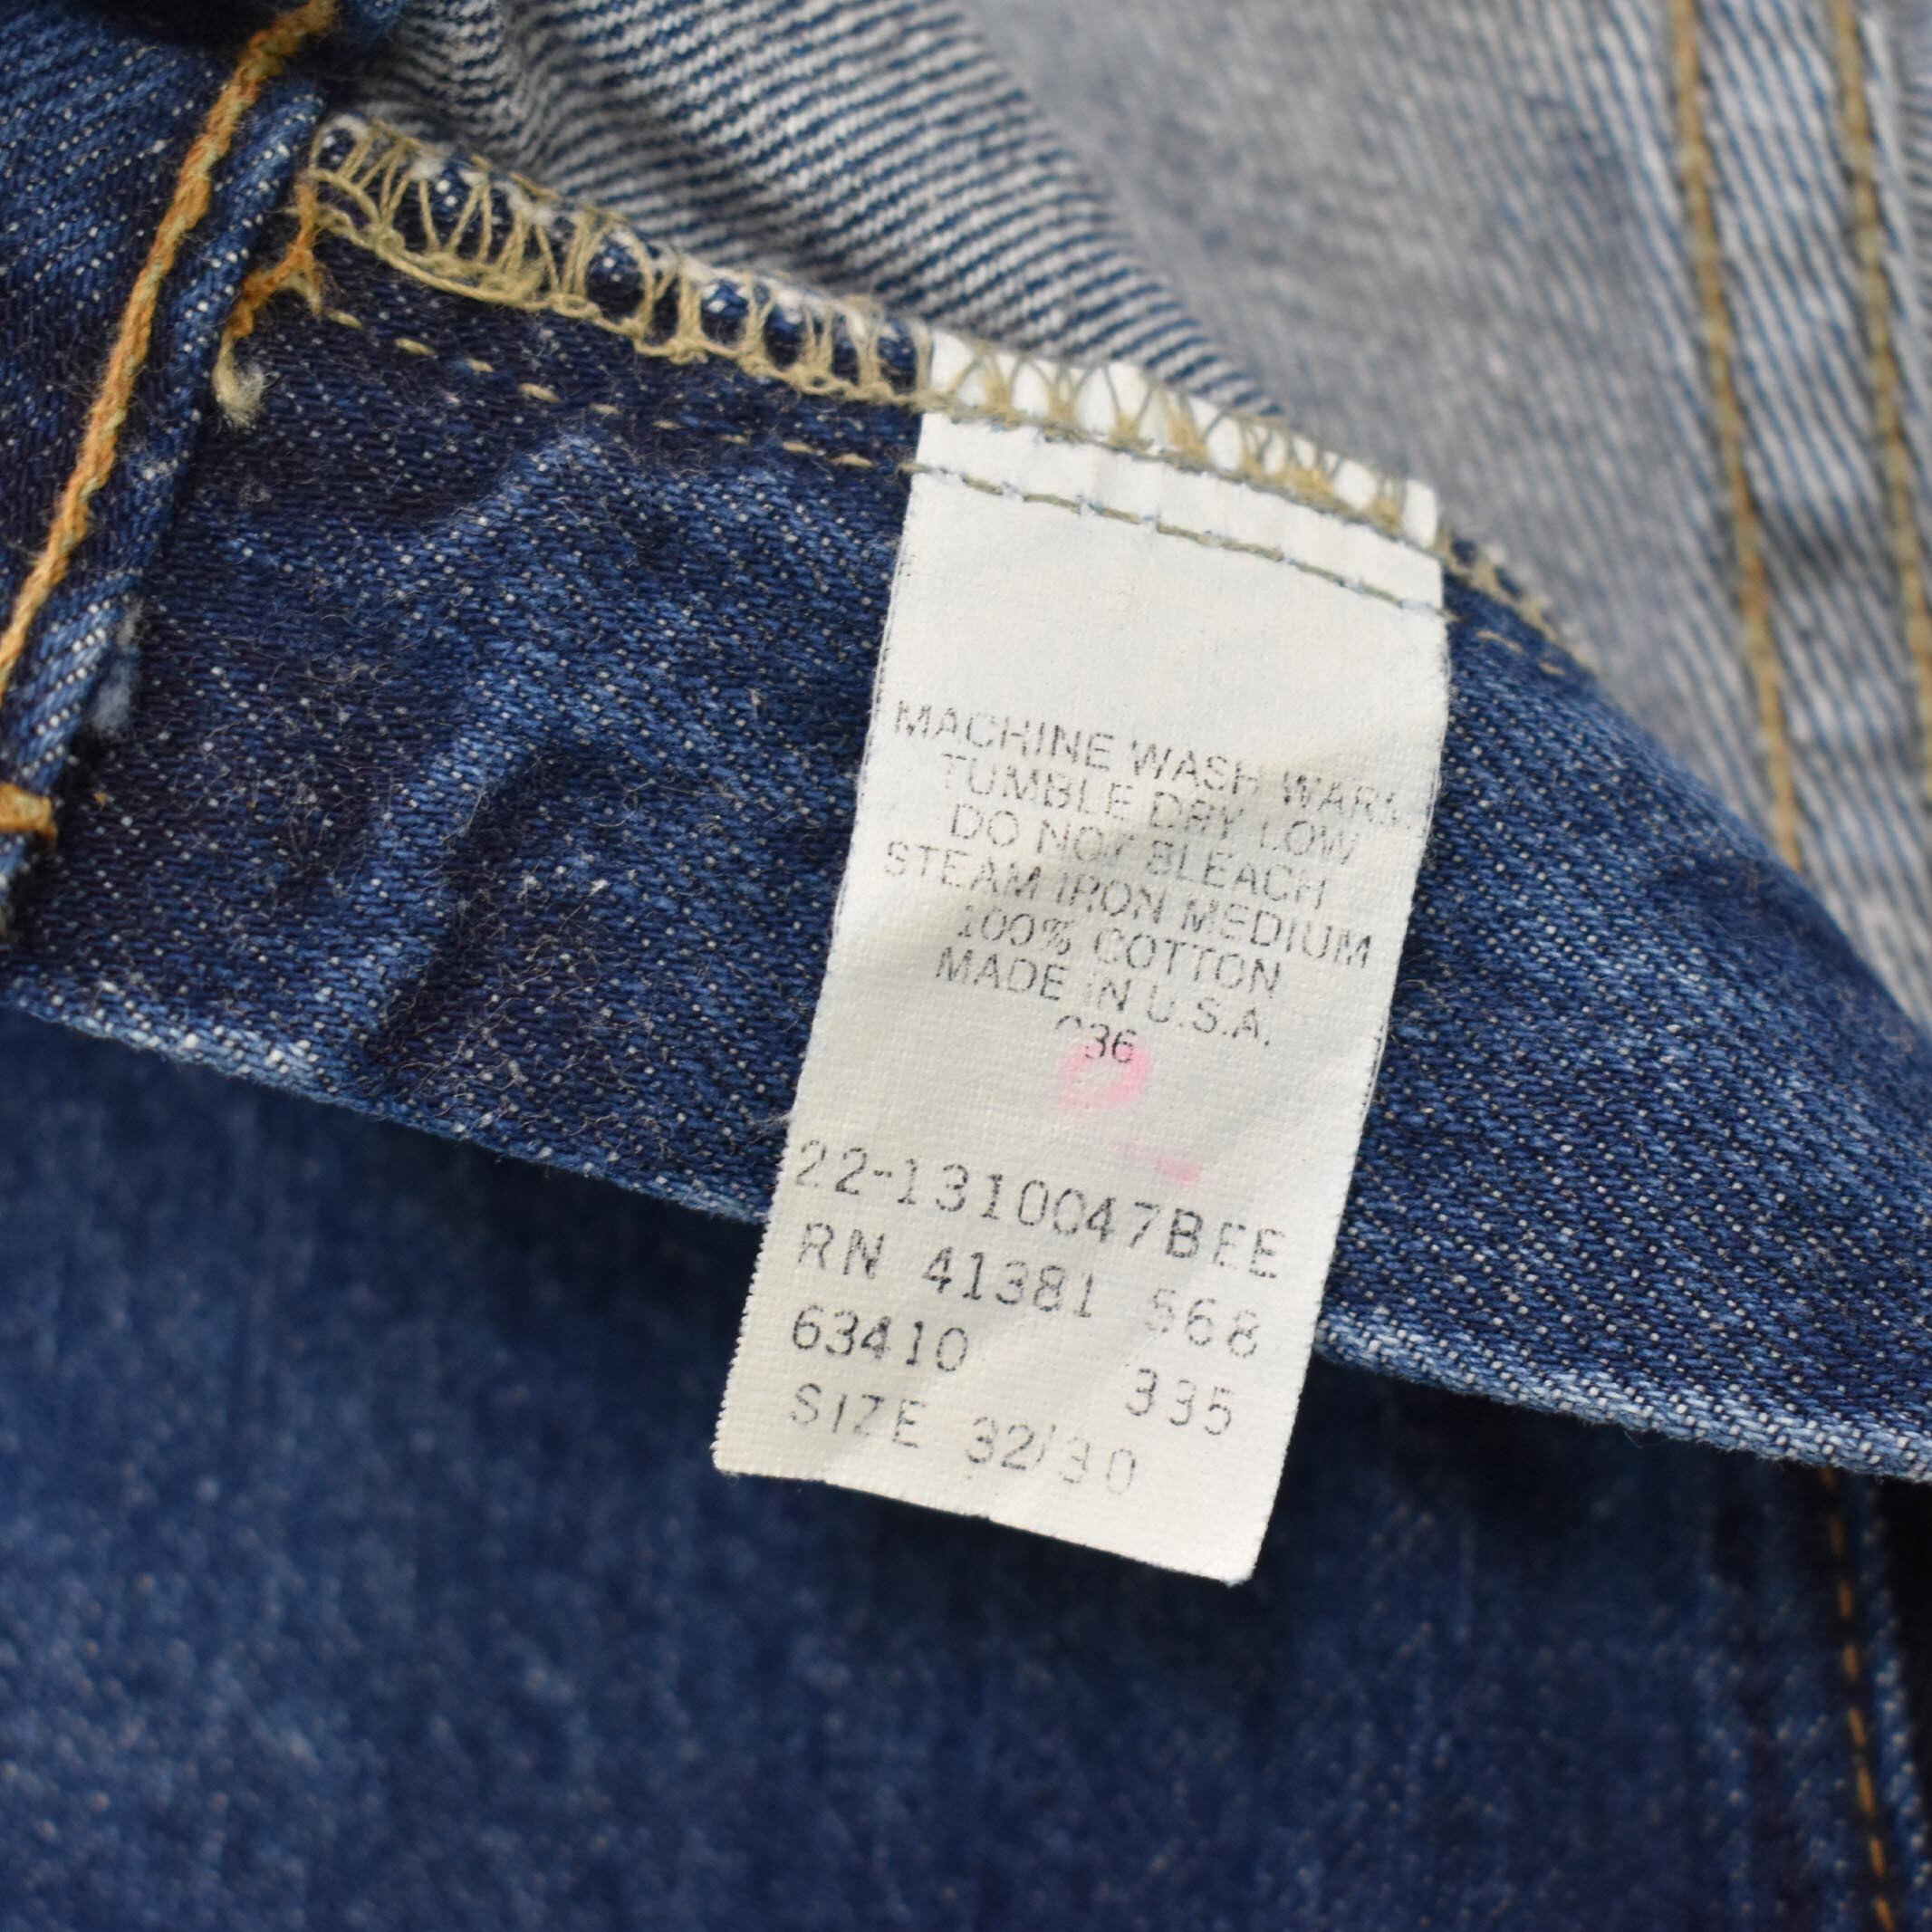 MACHINE WASH WARM
TUMBLE DRY LOW
DO NOT BLEACH
STEAM IRON MEDIUM
100% COTTON
MADE IN U.S.A.
036
22-1310047BEE
RN 41381 568
63410 335
SIZE 32/30